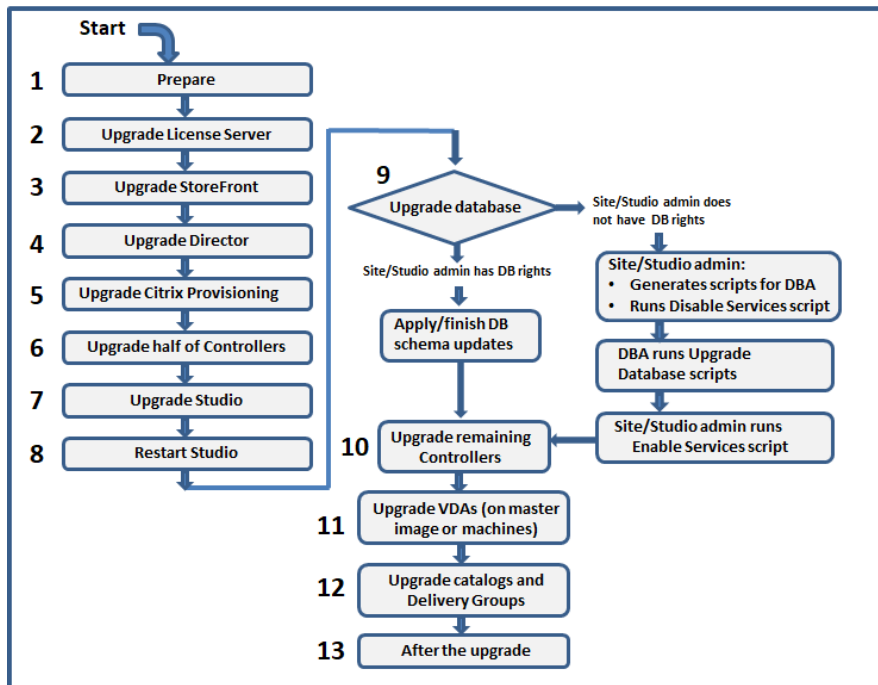 Start
1
Prepare
2
Upgrade License Server
3
Upgrade StoreFront
4
Upgrade Director
5
Upgrade Citrix Provisioning
6
Upgrade half of Controllers
7
Upgrade Studio
8
Restart Studio
9
Upgrade database
Site/Studio admin does
not have DB rights
Site/Studio admin has DB rights
Site/Studio admin:
• Generates scripts for DBA
• Runs Disable Services script
Apply/finish DB
schema updates
DBA runs Upgrade
Database scripts
Site/Studio admin runs
Enable Services script
10
Upgrade remaining
Controllers
11
Upgrade VDAs (on master
image or machines)
12
Upgrade catalogs and
Delivery Groups
13
After the upgrade